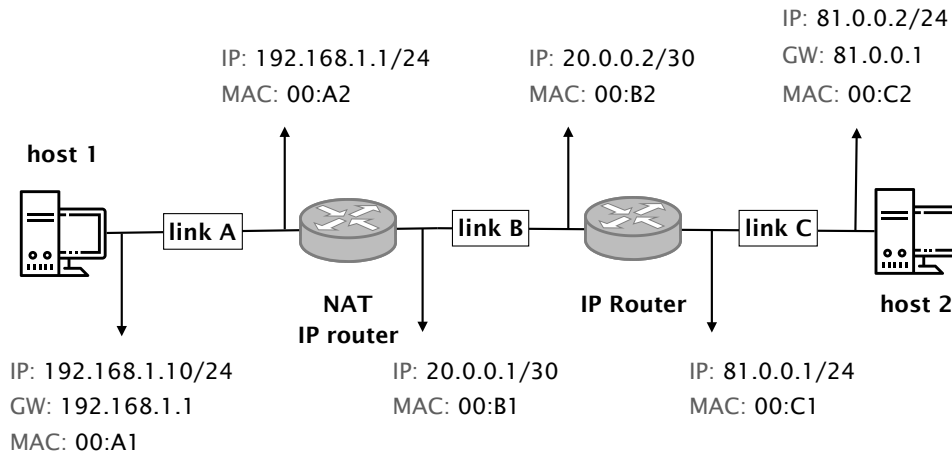 IP: 81.0.0.2/24
GW: 81.0.0.1
MAC: 00:C2
IP: 192.168.1.1/24
MAC: 00:A2
IP: 20.0.0.2/30
MAC: 00:B2
host 1
link A
link B
link C
NAT
IP router
IP Router
host 2
IP: 192.168.1.10/24
GW: 192.168.1.1
MAC: 00:A1
IP: 20.0.0.1/30
MAC: 00:B1
IP: 81.0.0.1/24
MAC: 00:C1